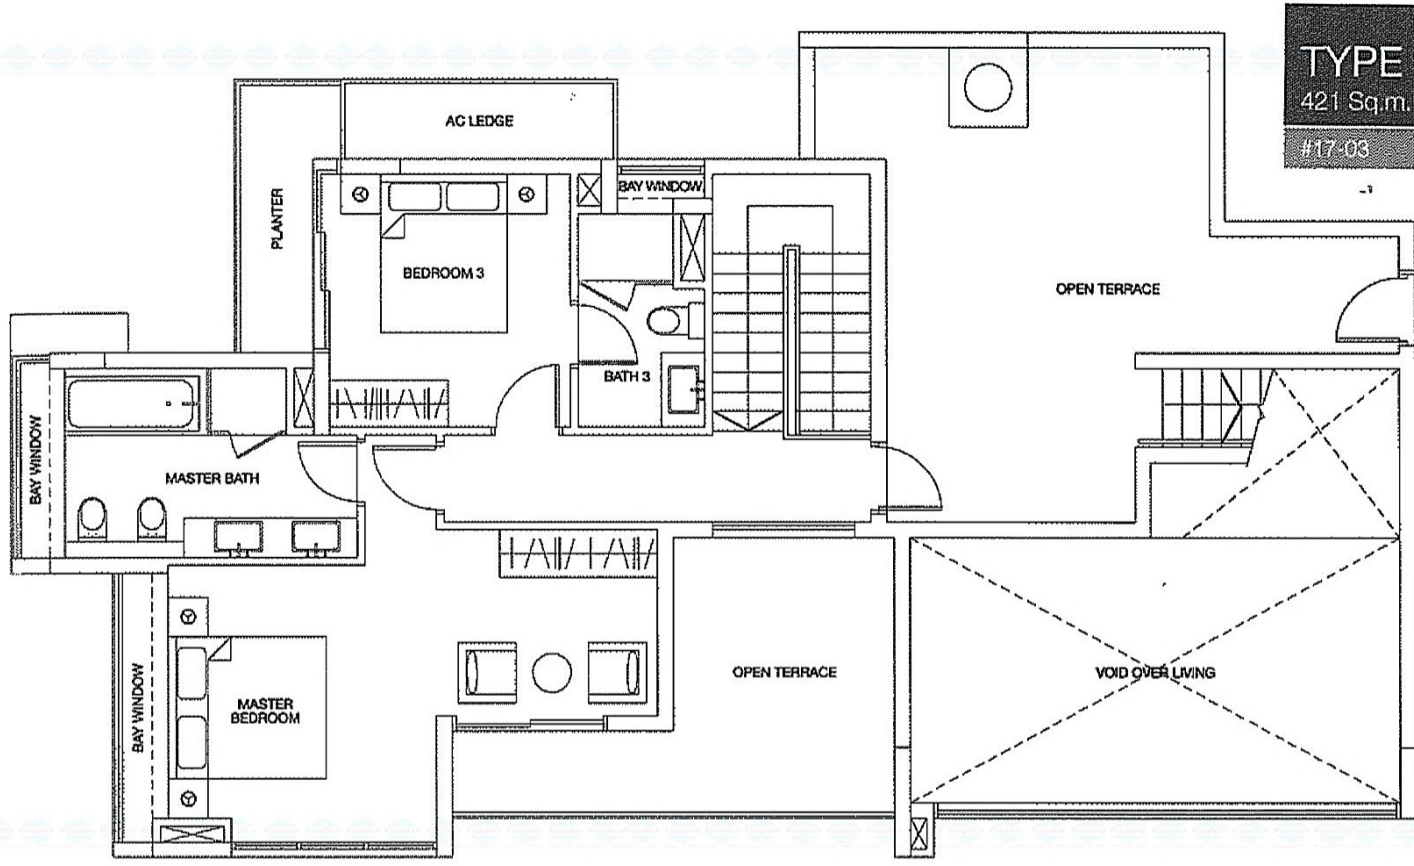 TYPE
421 Sq.m.
#17-03
AC LEDGE
PLANTER
BAY WINDOW
BEDROOM 3
OPEN TERRACE
BATH 3
BAY WINDOW
MASTER BATH
BAY WINDOW
MASTER
BEDROOM
OPEN TERRACE
VOID OVER LIVING